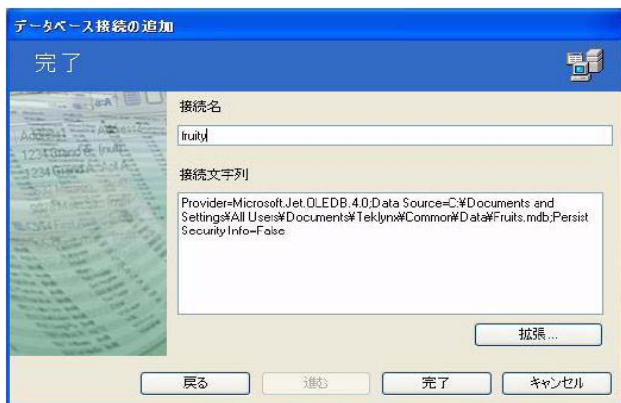 データベース接続の追加
完了
接続名
fruity
接続文字列
Provider=Microsoft.Jet.OLEDB.4.0;Data Source=C:¥Documents and
Settings¥All Users¥Documents¥Teklynx¥Common¥Data¥Fruits.mdb;Persist
Security Info=False
拡張...
戻る
進む
完了
キャンセル
1234 Grand